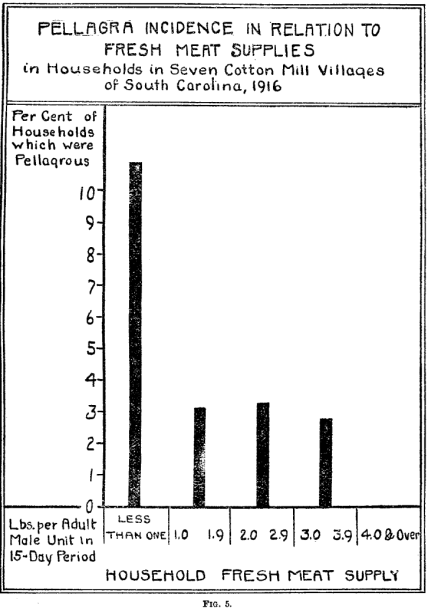 PELLAGRA INCIDENCE IN RELATION TO
FRESH MEAT SUPPLIES
in Households in Seven Cotton Mill Villages
of South Carolina, 1916
Per Cent of
Households
which were
Pellagrous
10
9
8
7
6
5
4
3
2
1
0
Lbs. per Adult
Male Unit in
15-Day Period
LESS
THAN ONE
1.0 1.9
2.0 2.9
3.0 3.9
4.0 & Over
HOUSEHOLD FRESH MEAT SUPPLY
FIG. 5.